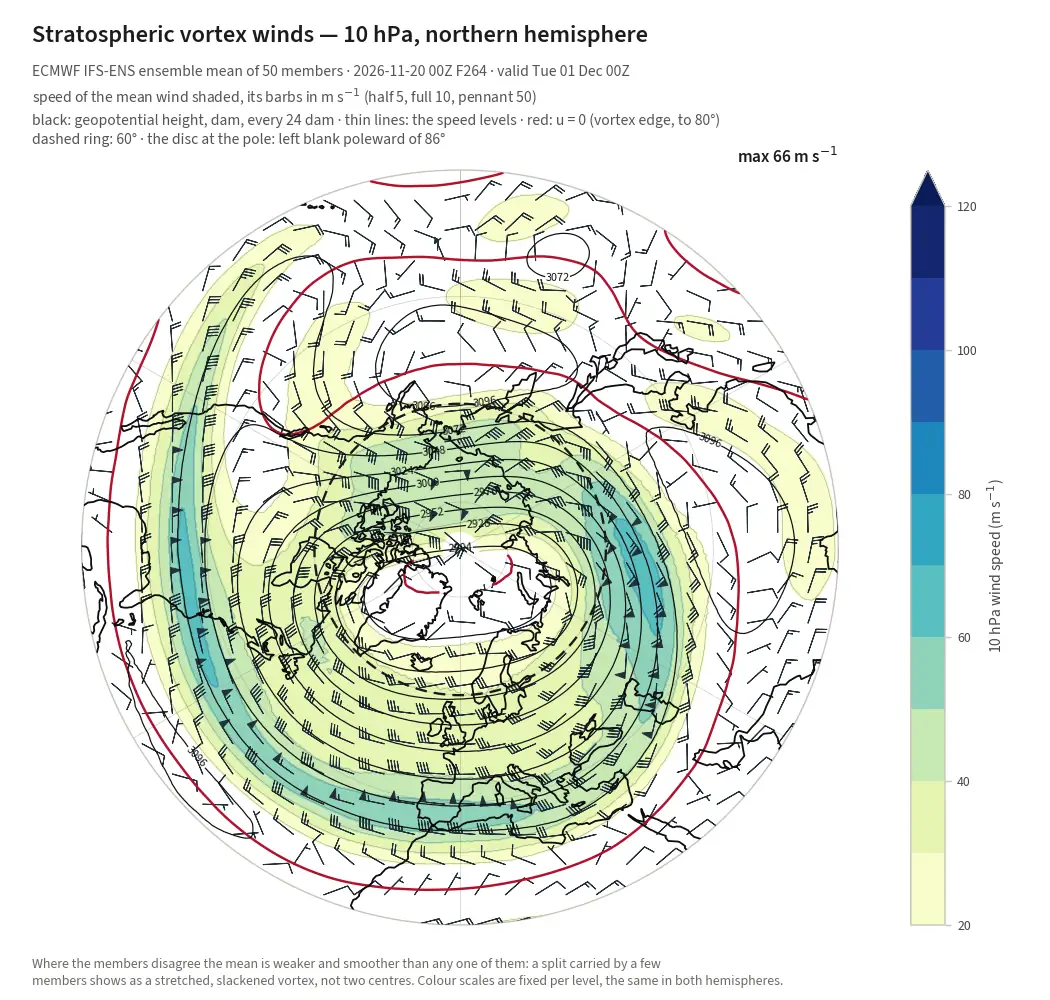 Stratospheric vortex winds — 10 hPa, northern hemisphere
ECMWF IFS-ENS ensemble mean of 50 members · 2026-11-20 00Z F264 · valid Tue 01 Dec 00Z
speed of the mean wind shaded, its barbs in m s⁻¹ (half 5, full 10, pennant 50)
black: geopotential height, dam, every 24 dam · thin lines: the speed levels · red: u = 0 (vortex edge, to 80°)
dashed ring: 60° · the disc at the pole: left blank poleward of 86°
max 66 m s⁻¹
120
100
80
60
40
20
10 hPa wind speed (m s⁻¹)
3072
3096
3096
3048
3024
3000
2952
2928
2904
3096
Where the members disagree the mean is weaker and smoother than any one of them: a split carried by a few
members shows as a stretched, slackened vortex, not two centres. Colour scales are fixed per level, the same in both hemispheres.